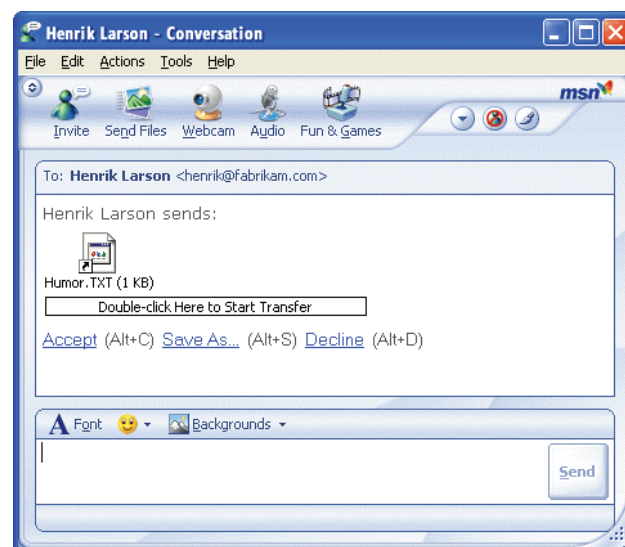 Henrik Larson - Conversation
File Edit Actions Tools Help
msn
Invite Send Files Webcam Audio Fun & Games
To: Henrik Larson <henrik@fabrikam.com>
Henrik Larson sends:
Humor.TXT (1 KB)
Double-click Here to Start Transfer
Accept (Alt+C) Save As... (Alt+S) Decline (Alt+D)
A Font Backgrounds
Send